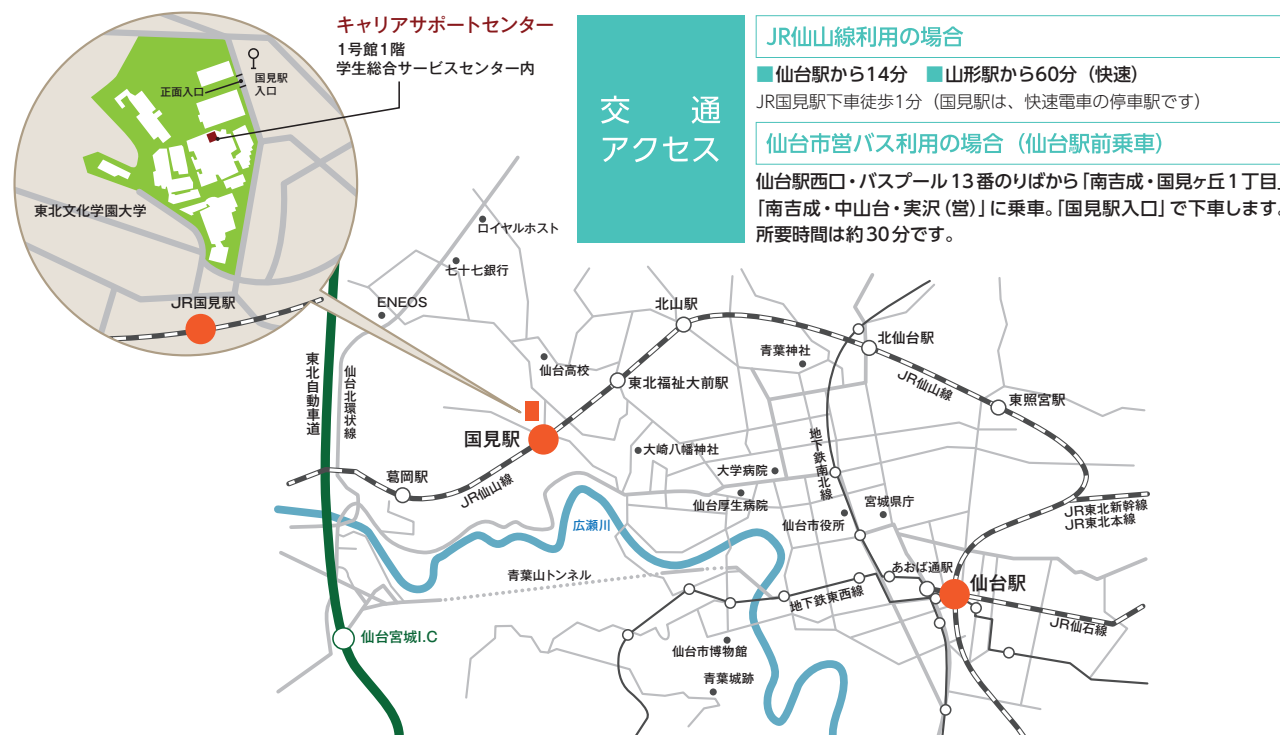 キャリアサポートセンター
1号館1階
学生総合サービスセンター内
国見駅
入口
正面入口
東北文化学園大学
JR国見駅
交 通
アクセス
JR仙山線利用の場合
■仙台駅から14分 ■山形駅から60分（快速）
JR国見駅下車徒歩1分（国見駅は、快速電車の停車駅です）
仙台市営バス利用の場合（仙台駅前乗車）
仙台駅西口・バスプール13番のりばから「南吉成・国見ヶ丘1丁目」
「南吉成・中山台・実沢（営）」に乗車。「国見駅入口」で下車します。
所要時間は約30分です。
ロイヤルホスト
七十七銀行
ENEOS
北山駅
北仙台駅
青葉神社
仙台高校
東北福祉大前駅
JR仙山線
東照宮駅
東北自動車道
仙台北環状線
国見駅
大崎八幡神社
地下鉄南北線
大学病院
葛岡駅
JR仙山線
仙台厚生病院
宮城県庁
JR東北新幹線
JR東北本線
広瀬川
仙台市役所
あおば通駅
青葉山トンネル
仙台駅
地下鉄東西線
JR仙石線
仙台宮城I.C
仙台市博物館
青葉城跡